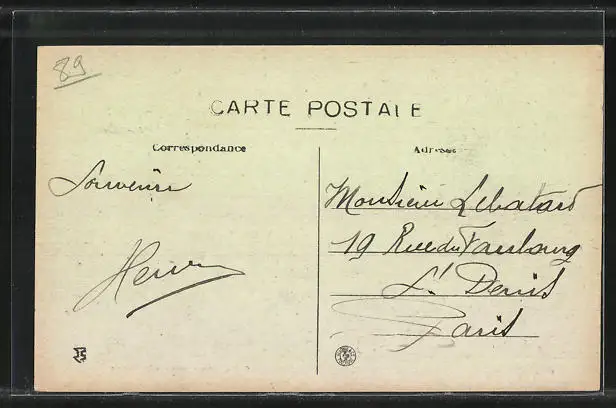 89
CARTE POSTALE
Correspondance
Adresse
Souvenir
Monsieur Lebatard
19 Rue du Faubourg
St Denis
Paris